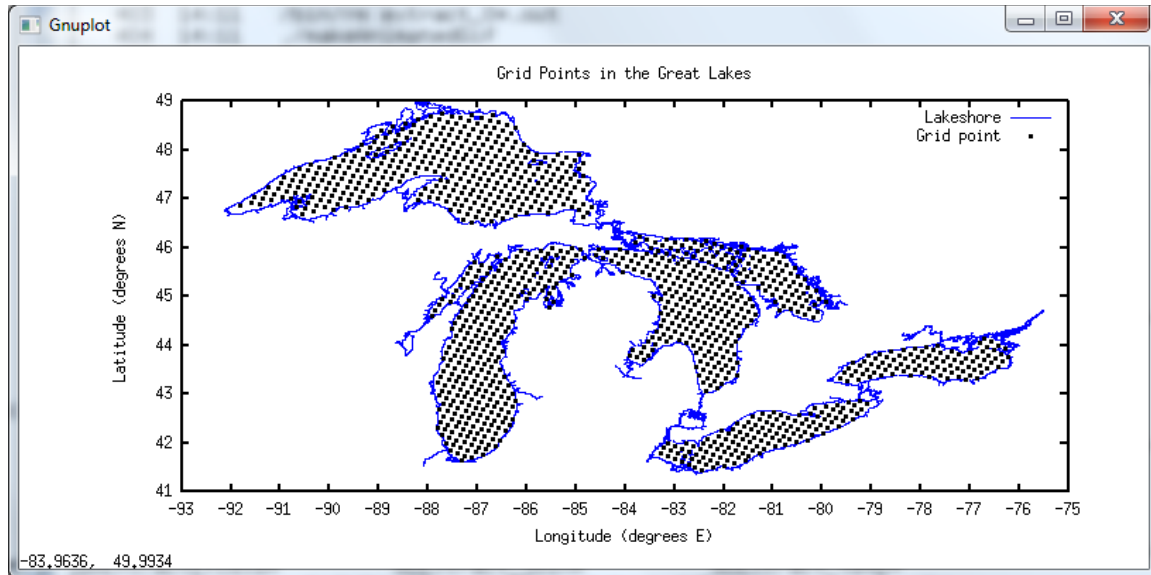 Gnuplot
Grid Points in the Great Lakes
Lakeshore
Grid point
Latitude (degrees N)
49
48
47
46
45
44
43
42
41
-93 -92 -91 -90 -89 -88 -87 -86 -85 -84 -83 -82 -81 -80 -79 -78 -77 -76 -75
Longitude (degrees E)
-83.9636, 49.9934